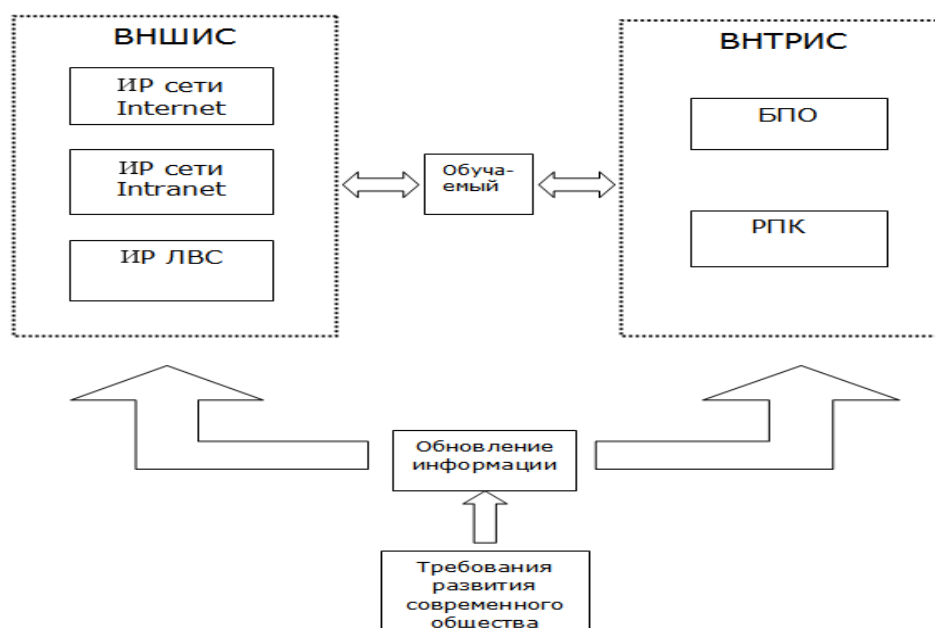 ВНШИС
ИР сети
Internet
ИР сети
Intranet
ИР ЛВС
Обуча-
емый
ВНТРИС
БПО
РПК
Обновление
информации
Требования
развития
современного
общества